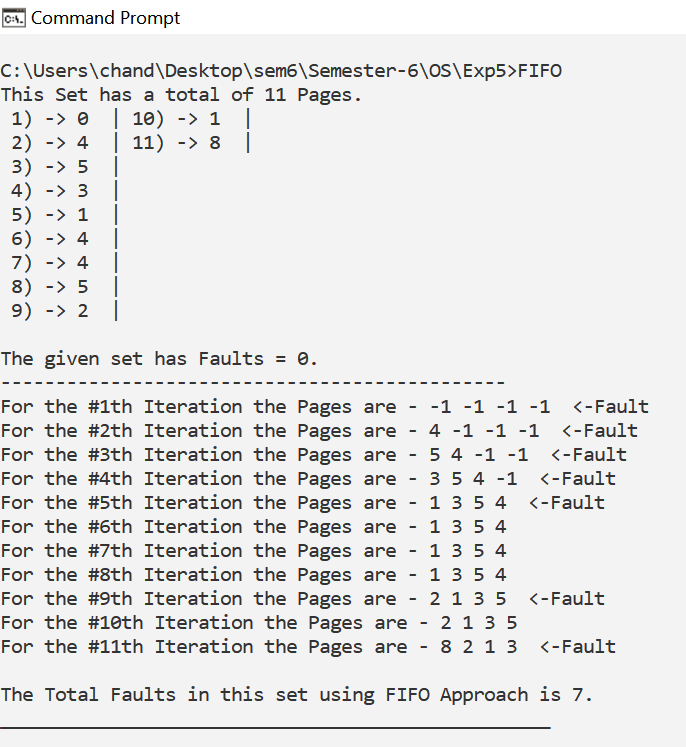 Command Prompt
C:\Users\chand\Desktop\sem6\Semester-6\OS\Exp5>FIFO
This Set has a total of 11 Pages.
1) -> 0 | 10) -> 1 |
2) -> 4 | 11) -> 8 |
3) -> 5 |
4) -> 3 |
5) -> 1 |
6) -> 4 |
7) -> 4 |
8) -> 5 |
9) -> 2 |
The given set has Faults = 0.
----------------------------------------------
For the #1th Iteration the Pages are - -1 -1 -1 -1 <-Fault
For the #2th Iteration the Pages are - 4 -1 -1 -1 <-Fault
For the #3th Iteration the Pages are - 5 4 -1 -1 <-Fault
For the #4th Iteration the Pages are - 3 5 4 -1 <-Fault
For the #5th Iteration the Pages are - 1 3 5 4 <-Fault
For the #6th Iteration the Pages are - 1 3 5 4
For the #7th Iteration the Pages are - 1 3 5 4
For the #8th Iteration the Pages are - 1 3 5 4
For the #9th Iteration the Pages are - 2 1 3 5 <-Fault
For the #10th Iteration the Pages are - 2 1 3 5
For the #11th Iteration the Pages are - 8 2 1 3 <-Fault
The Total Faults in this set using FIFO Approach is 7.
__________________________________________________